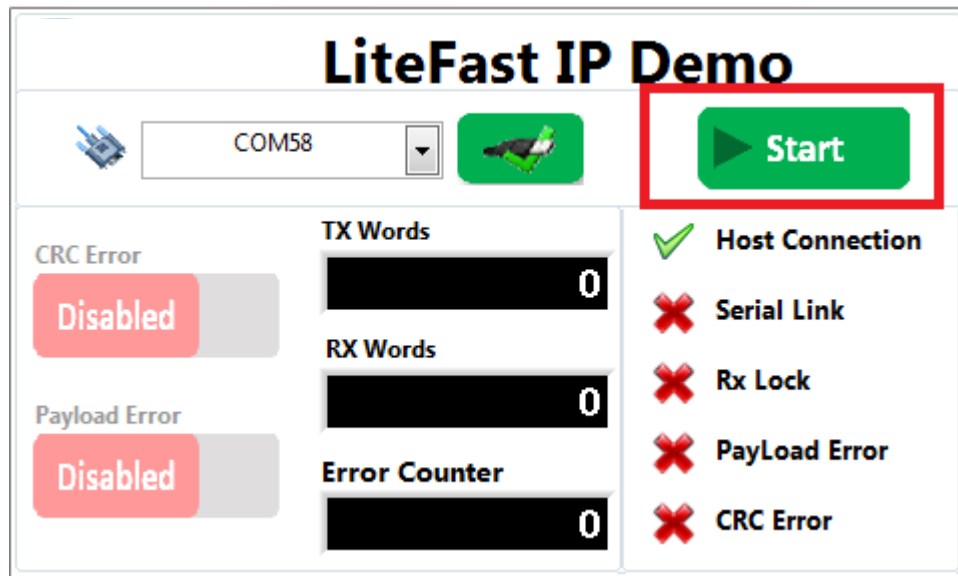 LiteFast IP Demo
COM58
Start
CRC Error
Disabled
Payload Error
Disabled
TX Words
0
RX Words
0
Error Counter
0
Host Connection
Serial Link
Rx Lock
PayLoad Error
CRC Error